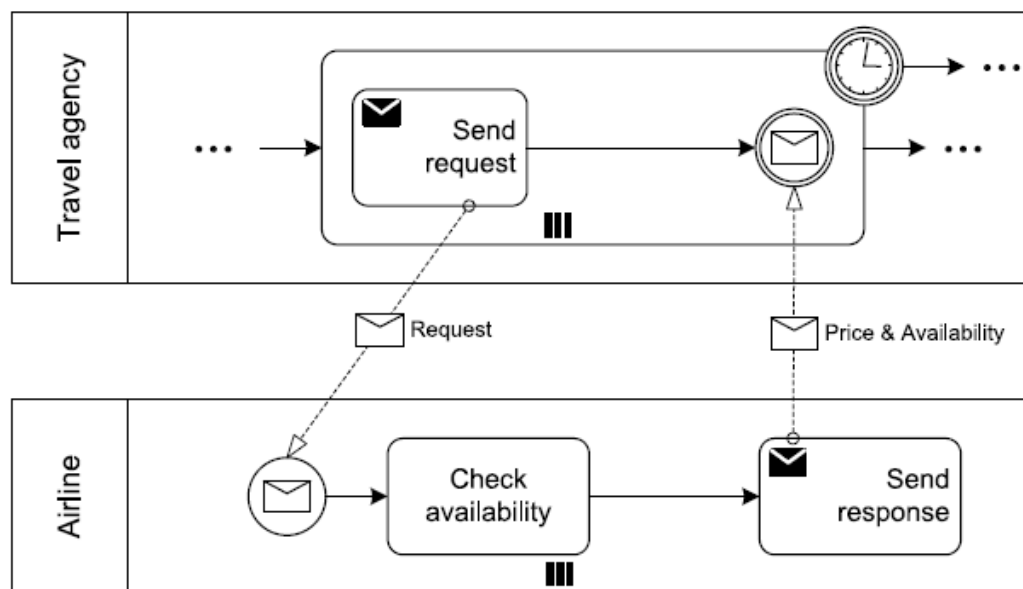 Travel agency
Send
request
Request
Price & Availability
Airline
Check
availability
Send
response